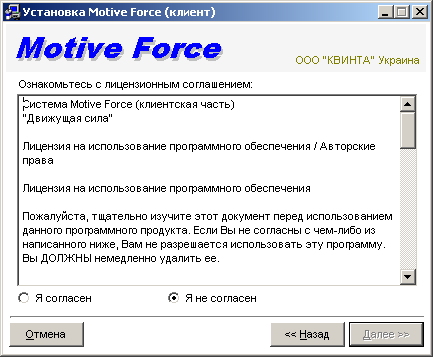 Установка Motive Force (клиент)
Motive Force
ООО "КВИНТА" Украина
Ознакомьтесь с лицензионным соглашением:
Система Motive Force (клиентская часть)
"Движущая сила"
Лицензия на использование программного обеспечения / Авторские
права
Лицензия на использование программного обеспечения
Пожалуйста, тщательно изучите этот документ перед использованием
данного программного продукта. Если Вы не согласны с чем-либо из
написанного ниже, Вам не разрешается использовать эту программу.
Вы ДОЛЖНЫ немедленно удалить ее.
Я согласен
Я не согласен
Отмена
<< Назад
Далее >>